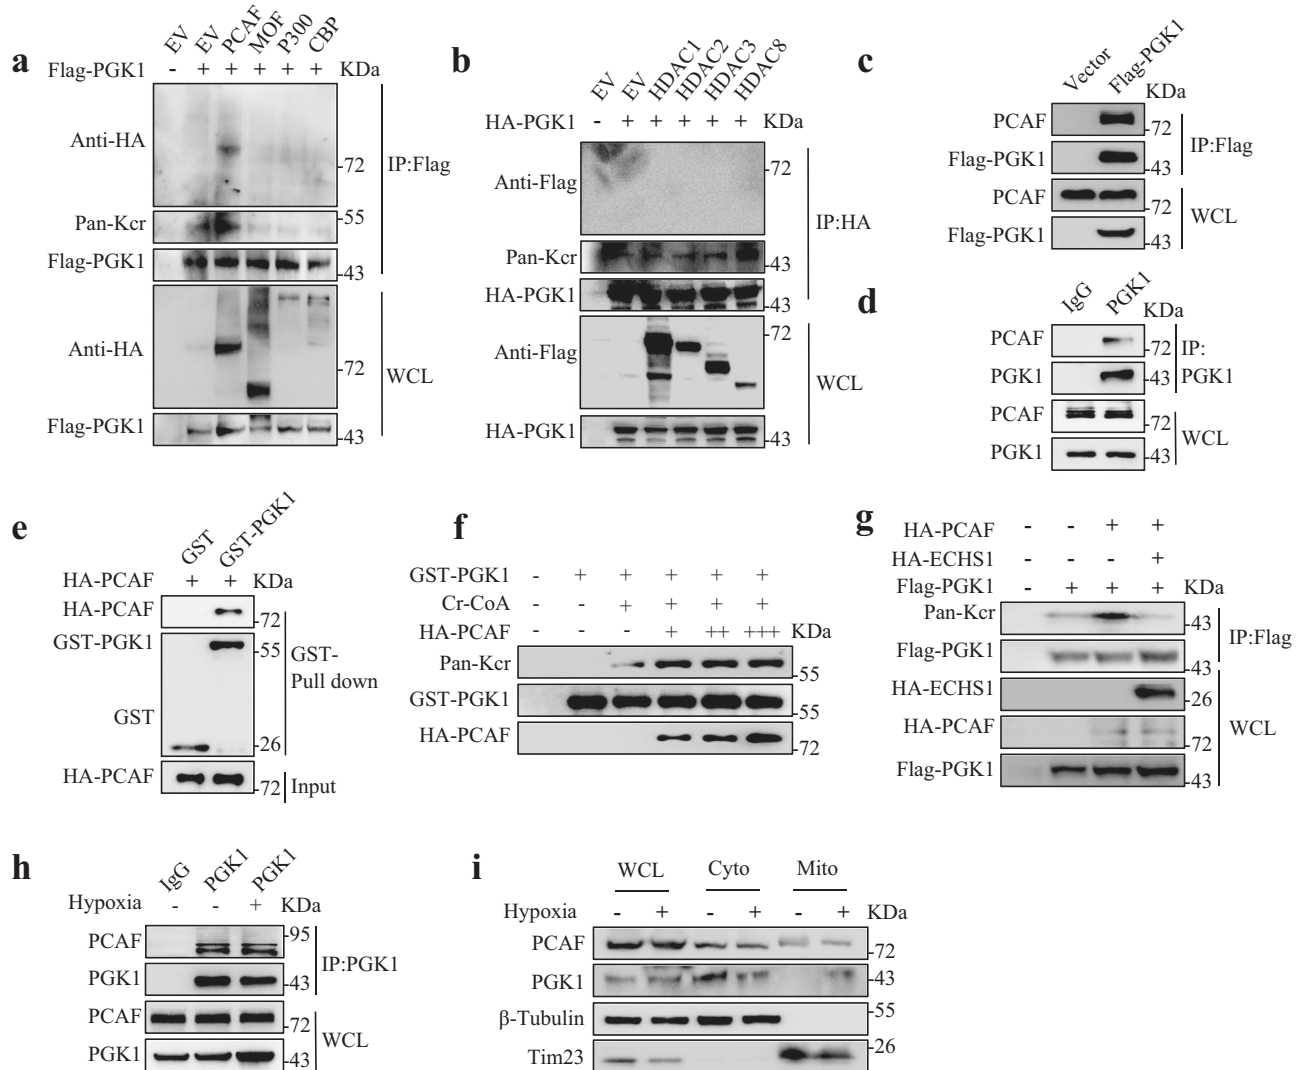 a
EV EV PCAF MOF P300 CBP
Flag-PGK1 - + + + + + KDa
Anti-HA 72
IP:Flag
Pan-Kcr 55
Flag-PGK1 43
Anti-HA 72
WCL
Flag-PGK1 43
b
EV EV HDAC1 HDAC2 HDAC3 HDAC8
HA-PGK1 - + + + + + KDa
Anti-Flag 72
IP:HA
Pan-Kcr 43
HA-PGK1 43
Anti-Flag 72
WCL
HA-PGK1 43
c
Vector Flag-PGK1
KDa
PCAF 72
IP:Flag
Flag-PGK1 43
PCAF 72
WCL
Flag-PGK1 43
d
IgG PGK1
KDa
PCAF 72
IP:
PGK1 43
PGK1
PCAF 72
WCL
PGK1 43
e
GST GST-PGK1
HA-PCAF + + KDa
HA-PCAF 72
GST-PGK1 55
GST-
Pull down
GST 26
HA-PCAF 72 Input
f
GST-PGK1 - + + + + +
Cr-CoA - - + + + +
HA-PCAF - - - + ++ +++ KDa
Pan-Kcr 55
GST-PGK1 55
HA-PCAF 72
g
HA-PCAF - - + +
HA-ECHS1 - - - +
Flag-PGK1 - + + + KDa
Pan-Kcr 43
IP:Flag
Flag-PGK1 43
HA-ECHS1 26
HA-PCAF 72
WCL
Flag-PGK1 43
h
IgG PGK1 PGK1
Hypoxia - - + KDa
PCAF 95
IP:PGK1
PGK1 43
PCAF 72
WCL
PGK1 43
i
WCL Cyto Mito
Hypoxia - + - + - + KDa
PCAF 72
PGK1 43
β-Tubulin 55
Tim23 26